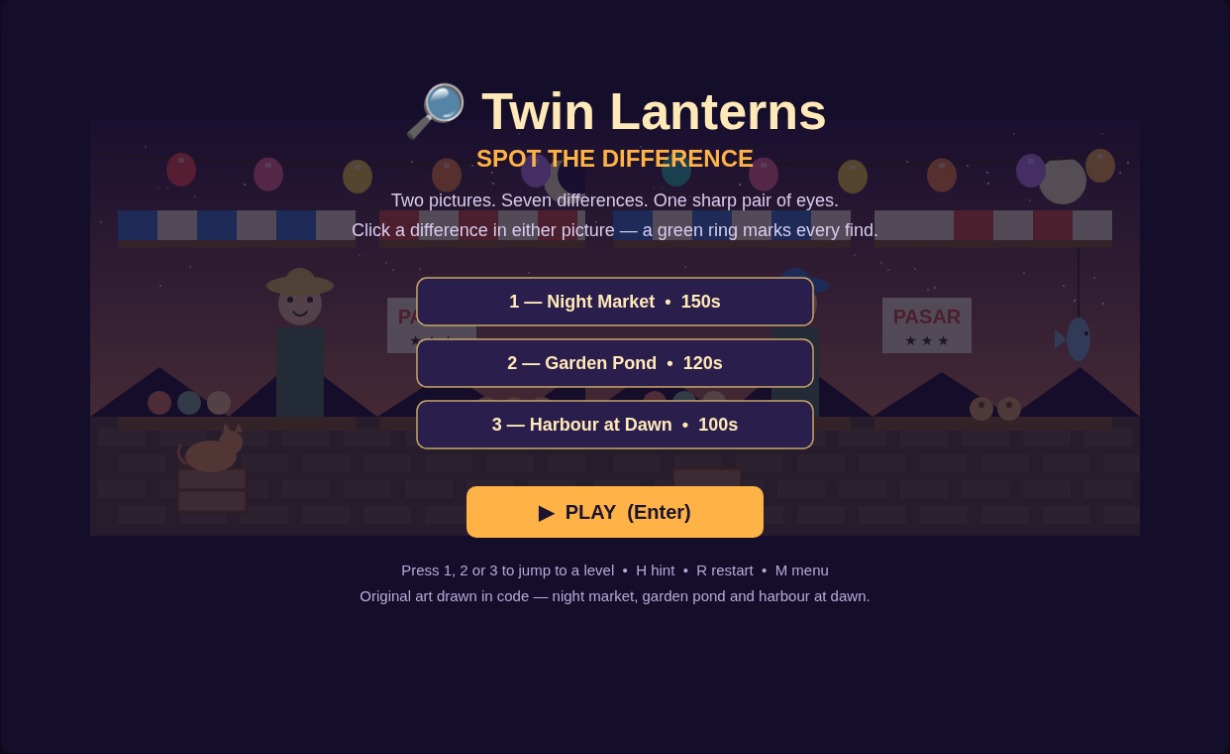 Twin Lanterns
SPOT THE DIFFERENCE
Two pictures. Seven differences. One sharp pair of eyes.
Click a difference in either picture — a green ring marks every find.
1 — Night Market • 150s
PASAR
★ ★ ★
2 — Garden Pond • 120s
3 — Harbour at Dawn • 100s
▶ PLAY (Enter)
Press 1, 2 or 3 to jump to a level • H hint • R restart • M menu
Original art drawn in code — night market, garden pond and harbour at dawn.